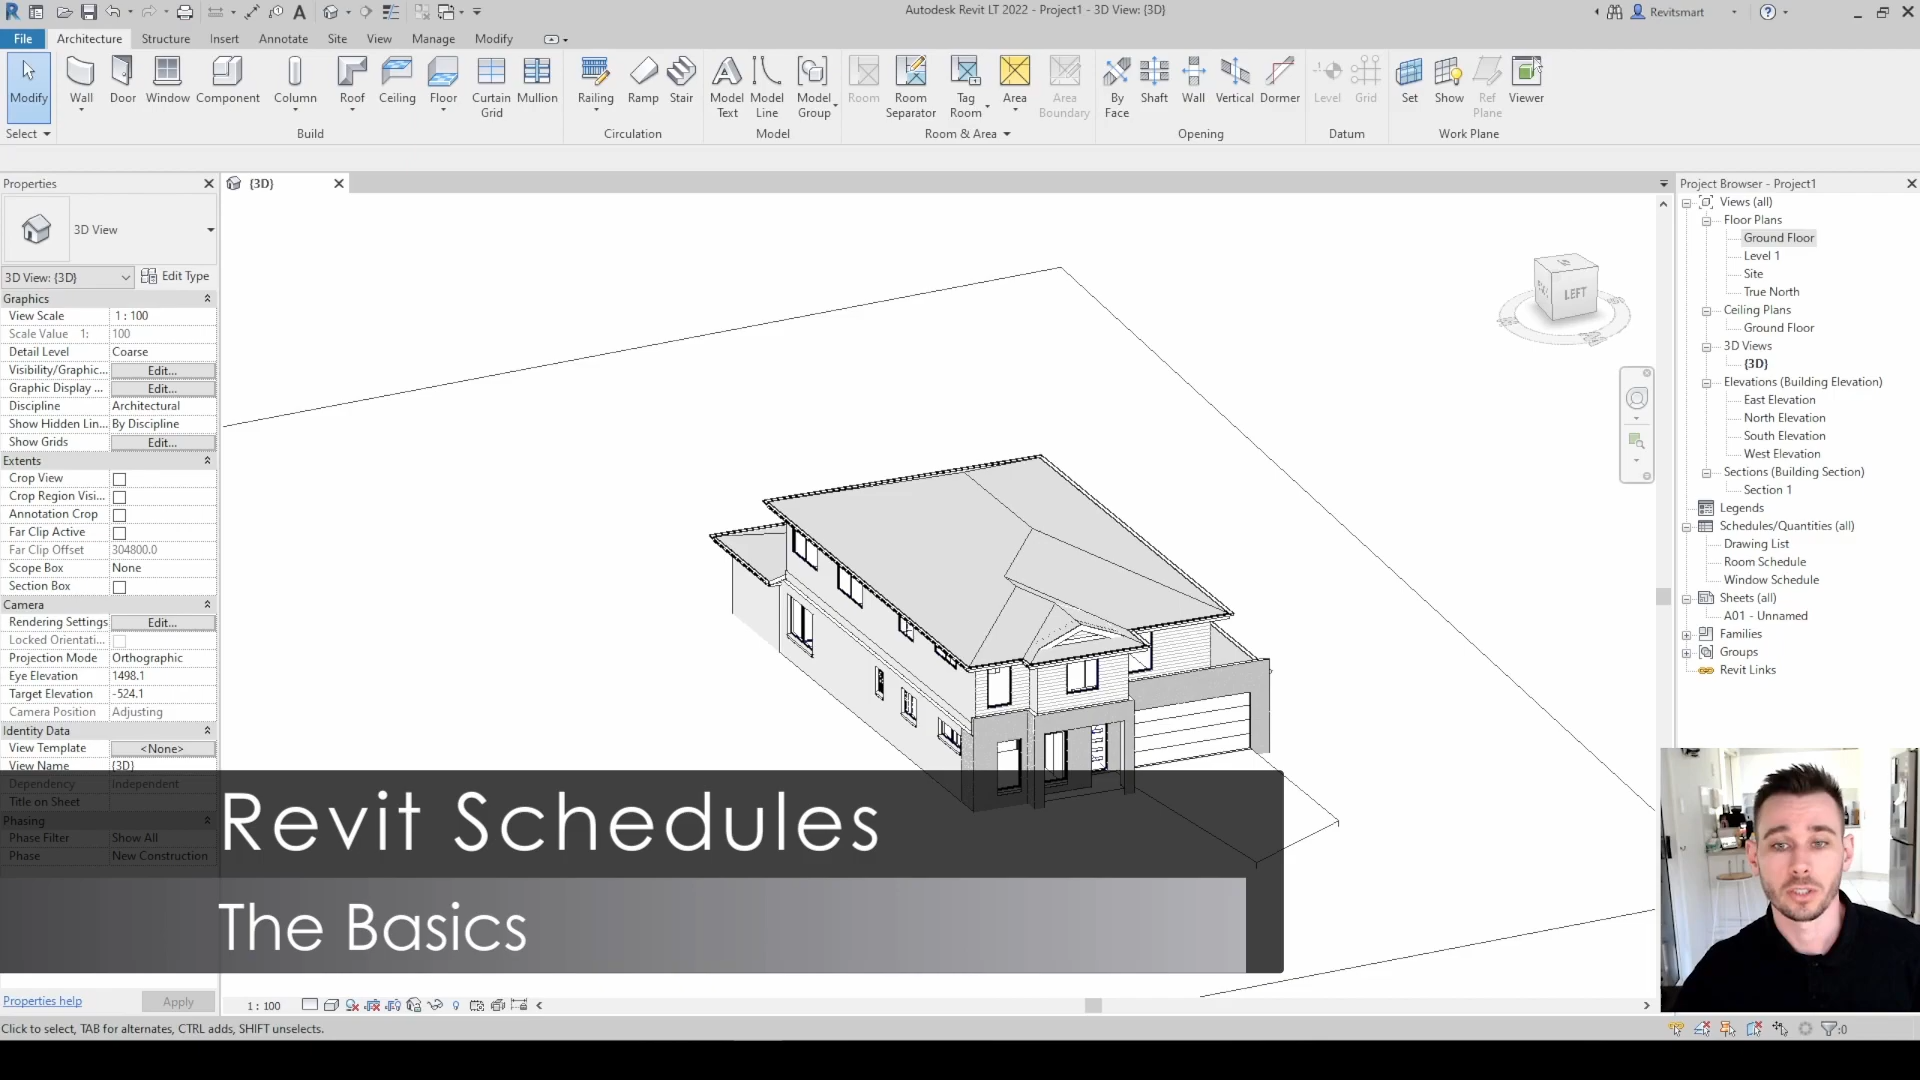 Autodesk Revit LT 2022 - Project1 - 3D View: {3D}
Revitsmart
File Architecture Structure Insert Annotate Site View Manage Modify
Modify Wall Door Window Component Column Roof Ceiling Floor Curtain Grid Mullion Railing Ramp Stair Model Text Model Line Model Group Room Room Separator Tag Room Area Area Boundary By Face Shaft Wall Vertical Dormer Level Grid Set Show Ref Plane Viewer
Select Build Circulation Model Room & Area Opening Datum Work Plane
Properties
3D View
3D View: {3D} Edit Type
Graphics
View Scale 1 : 100
Scale Value 1: 100
Detail Level Coarse
Visibility/Graphic... Edit...
Graphic Display ... Edit...
Discipline Architectural
Show Hidden Lin... By Discipline
Show Grids Edit...
Extents
Crop View
Crop Region Visi...
Annotation Crop
Far Clip Active
Far Clip Offset 304800.0
Scope Box None
Section Box
Camera
Rendering Settings Edit...
Locked Orientati...
Projection Mode Orthographic
Eye Elevation 1498.1
Target Elevation -524.1
Camera Position Adjusting
Identity Data
View Template <None>
View Name {3D}
Dependency Independent
Title on Sheet
Phasing
Phase Filter Show All
Phase New Construction
Properties help Apply
{3D}
LEFT
Revit Schedules
The Basics
1 : 100
Project Browser - Project1
Views (all)
Floor Plans
Ground Floor
Level 1
Site
True North
Ceiling Plans
Ground Floor
3D Views
{3D}
Elevations (Building Elevation)
East Elevation
North Elevation
South Elevation
West Elevation
Sections (Building Section)
Section 1
Legends
Schedules/Quantities (all)
Drawing List
Room Schedule
Window Schedule
Sheets (all)
A01 - Unnamed
Families
Groups
Revit Links
Click to select, TAB for alternates, CTRL adds, SHIFT unselects.
:0